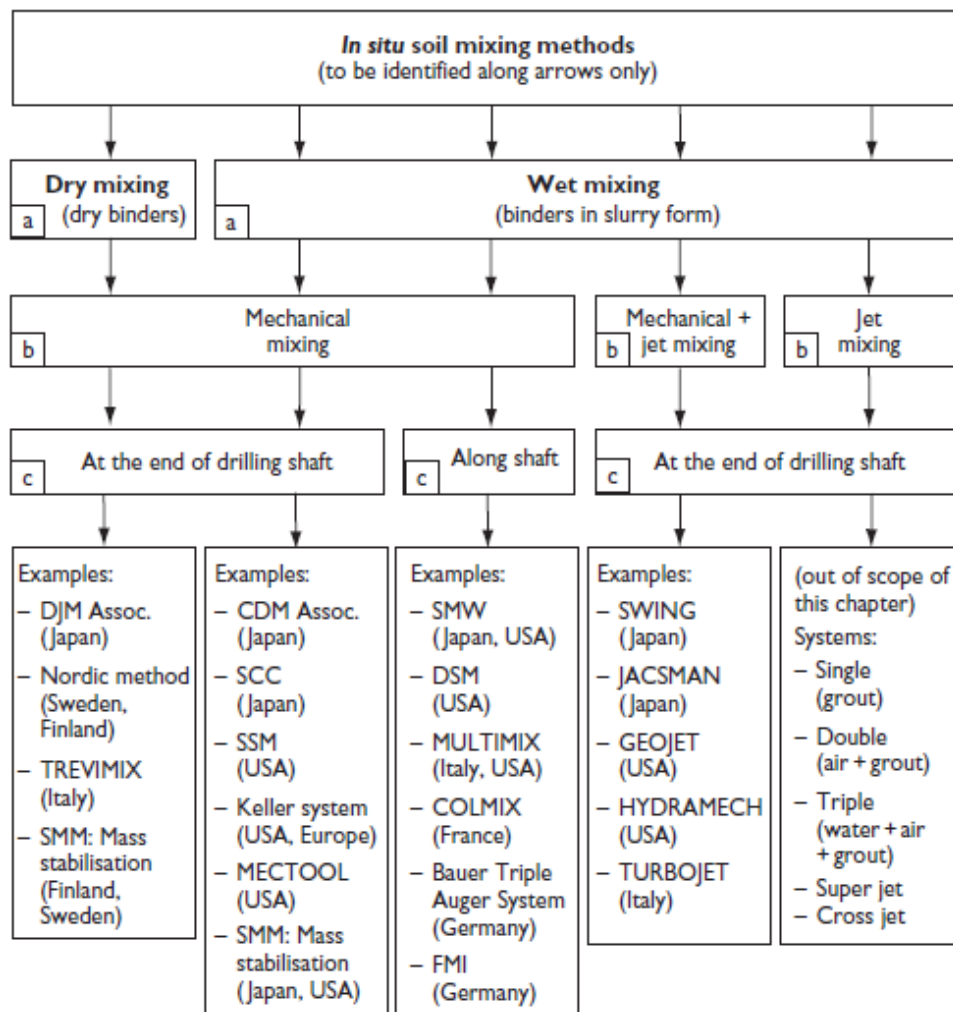 In situ soil mixing methods
(to be identified along arrows only)
Dry mixing
a (dry binders)
Wet mixing
a (binders in slurry form)
Mechanical
mixing
b
Mechanical +
b jet mixing
Jet
b mixing
At the end of drilling shaft
c
Along shaft
c
At the end of drilling shaft
c
Examples:
– DJM Assoc.
(Japan)
– Nordic method
(Sweden,
Finland)
– TREVIMIX
(Italy)
– SMM: Mass
stabilisation
(Finland,
Sweden)
Examples:
– CDM Assoc.
(Japan)
– SCC
(Japan)
– SSM
(USA)
– Keller system
(USA, Europe)
– MECTOOL
(USA)
– SMM: Mass
stabilisation
(Japan, USA)
Examples:
– SMW
(Japan, USA)
– DSM
(USA)
– MULTIMIX
(Italy, USA)
– COLMIX
(France)
– Bauer Triple
Auger System
(Germany)
– FMI
(Germany)
Examples:
– SWING
(Japan)
– JACSMAN
(Japan)
– GEOJET
(USA)
– HYDRAMECH
(USA)
– TURBOJET
(Italy)
(out of scope of
this chapter)
Systems:
– Single
(grout)
– Double
(air + grout)
– Triple
(water + air
+ grout)
– Super jet
– Cross jet